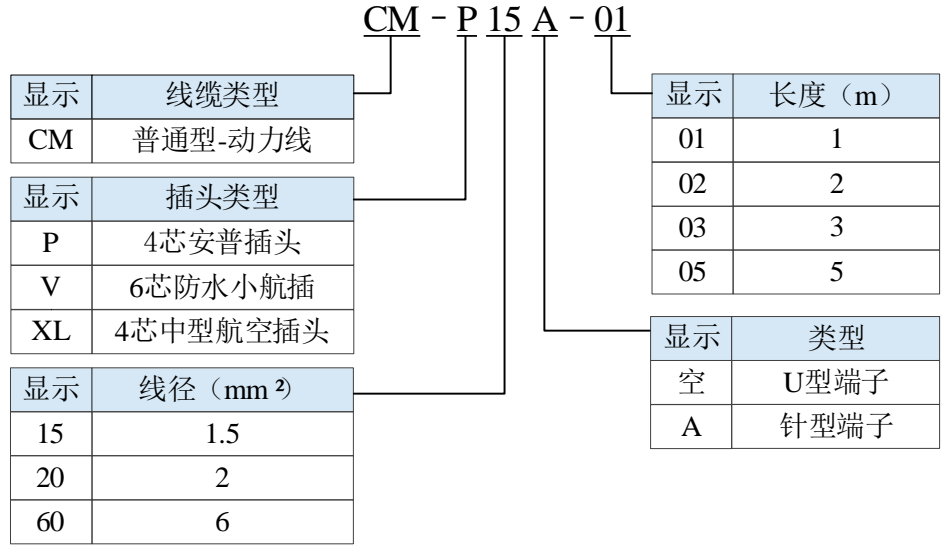 CM - P 15 A - 01
显示 线缆类型
CM 普通型-动力线
显示 插头类型
P 4芯安普插头
V 6芯防水小航插
XL 4芯中型航空插头
显示 线径（mm²）
15 1.5
20 2
60 6
显示 长度（m）
01 1
02 2
03 3
05 5
显示 类型
空 U型端子
A 针型端子